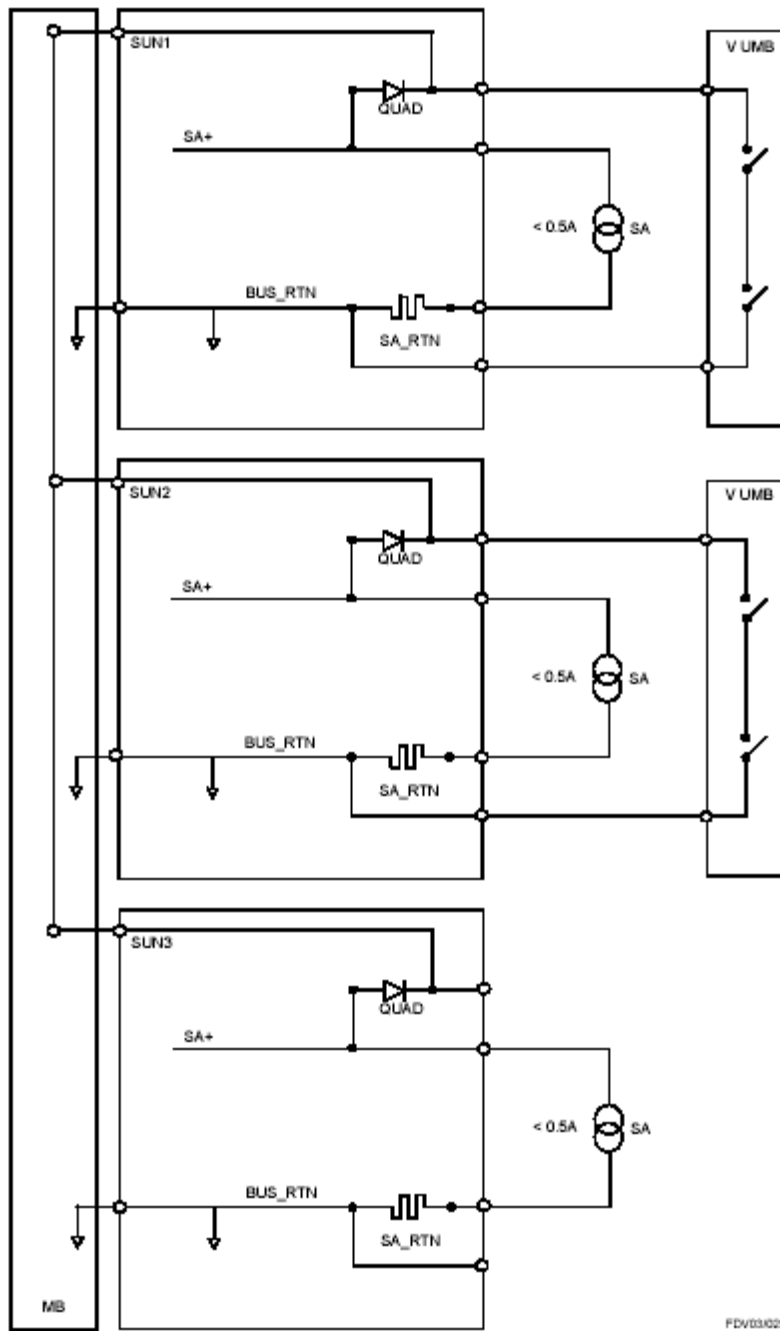 SUN1
V UMB
QUAD
SA+
< 0.5A
SA
BUS_RTN
SA_RTN
SUN2
V UMB
QUAD
SA+
< 0.5A
SA
BUS_RTN
SA_RTN
SUN3
QUAD
SA+
< 0.5A
SA
BUS_RTN
SA_RTN
MB
FDV03/02